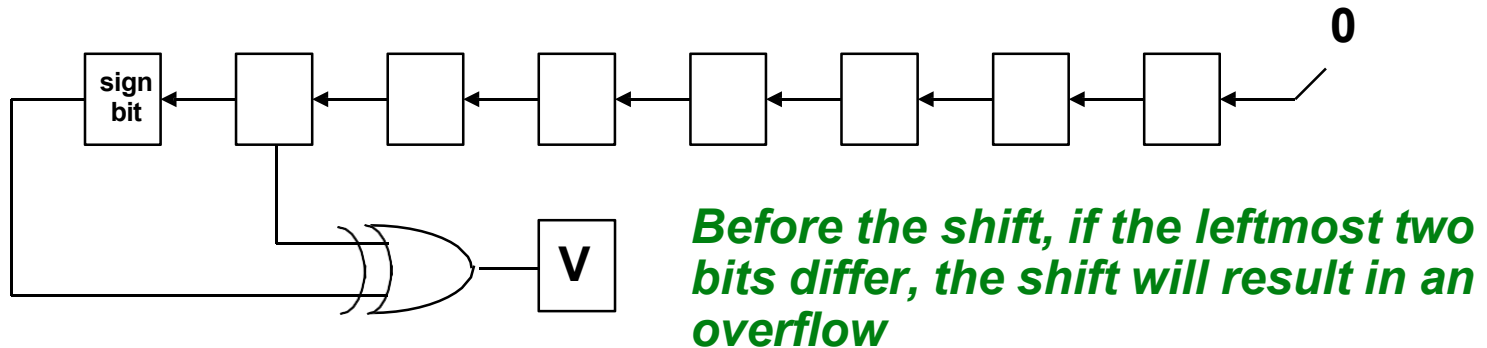 0
sign
bit
V
Before the shift, if the leftmost two
bits differ, the shift will result in an
overflow